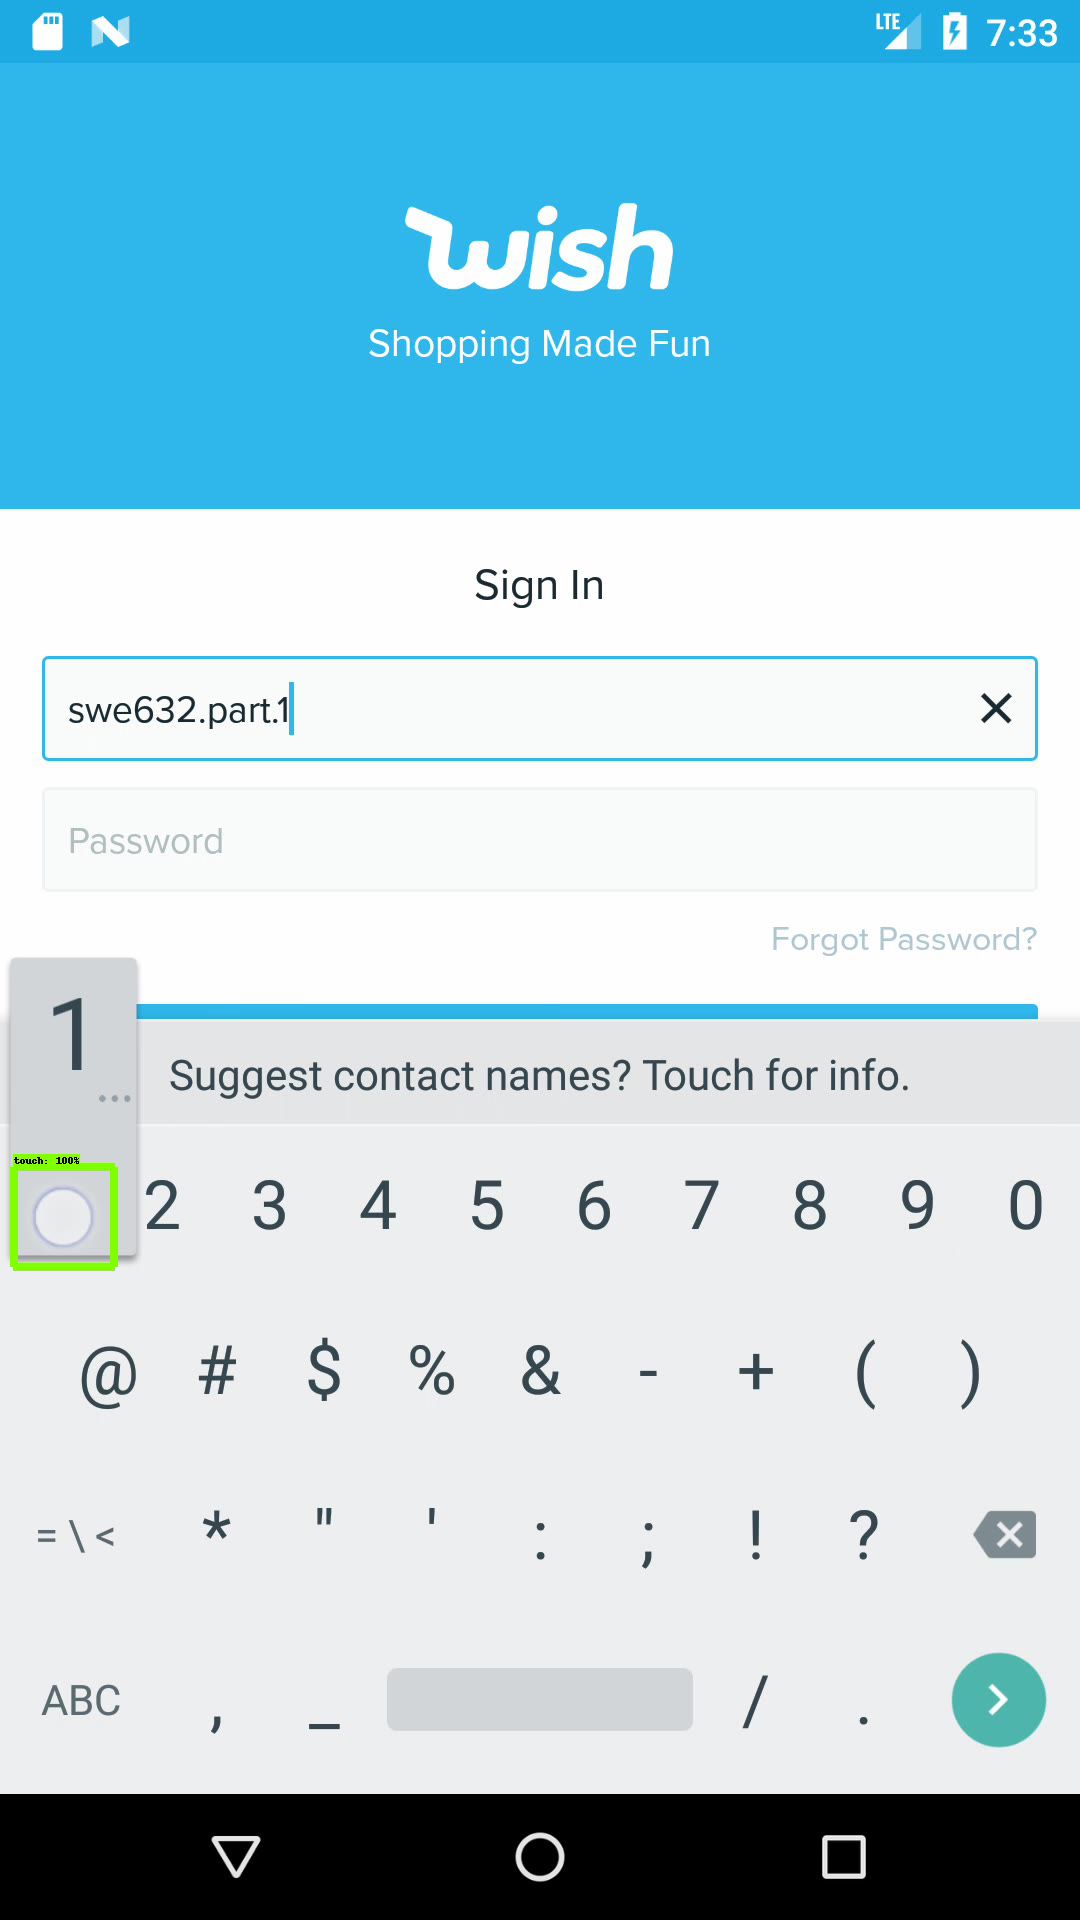 LTE 7:33
wish
Shopping Made Fun
Sign In
swe632.part.1
Password
Forgot Password?
1
...
Suggest contact names? Touch for info.
touch: 100%
2 3 4 5 6 7 8 9 0
@ # $ % & - + ( )
= \ < * " ' : ; ! ?
ABC , _ / .